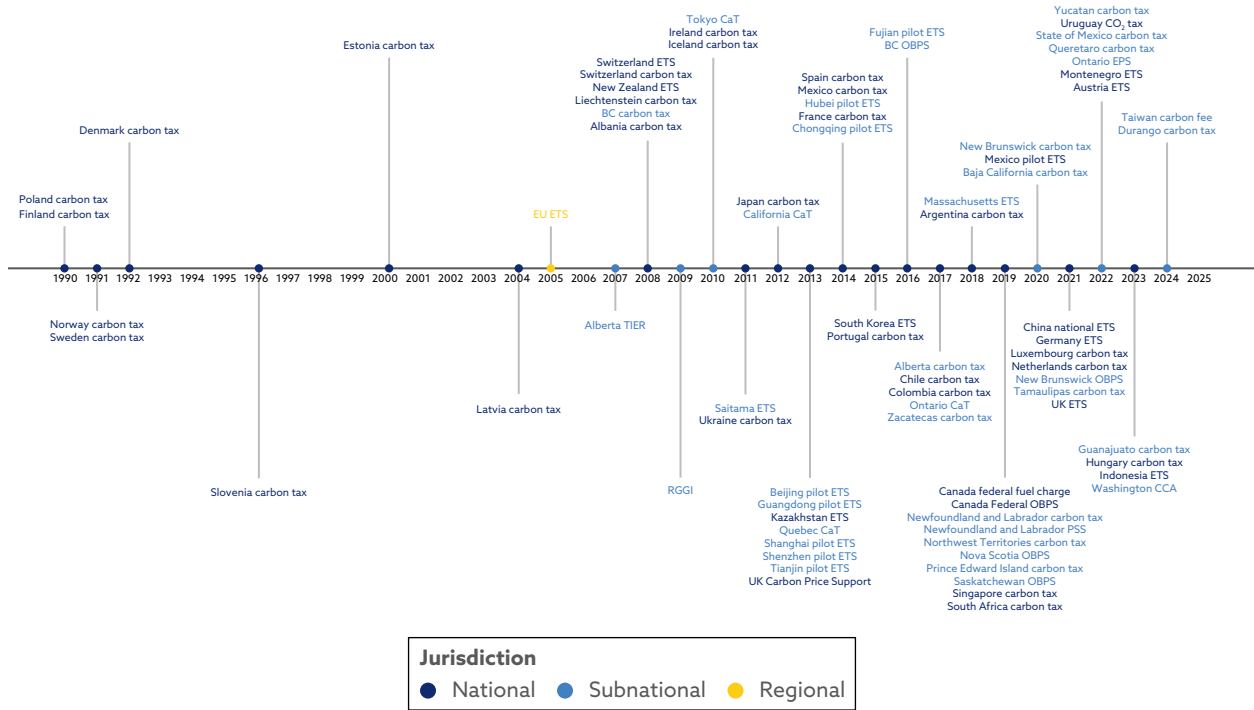 Poland carbon tax
Finland carbon tax
Denmark carbon tax
Estonia carbon tax
EU ETS
Switzerland ETS
Switzerland carbon tax
New Zealand ETS
Liechtenstein carbon tax
BC carbon tax
Albania carbon tax
Tokyo CaT
Ireland carbon tax
Iceland carbon tax
Japan carbon tax
California CaT
Spain carbon tax
Mexico carbon tax
Hubei pilot ETS
France carbon tax
Chongqing pilot ETS
Fujian pilot ETS
BC OBPS
Massachusetts ETS
Argentina carbon tax
New Brunswick carbon tax
Mexico pilot ETS
Baja California carbon tax
Yucatan carbon tax
Uruguay CO₂ tax
State of Mexico carbon tax
Queretaro carbon tax
Ontario EPS
Montenegro ETS
Austria ETS
Taiwan carbon fee
Durango carbon tax
1990 1991 1992 1993 1994 1995 1996 1997 1998 1999 2000 2001 2002 2003 2004 2005 2006 2007 2008 2009 2010 2011 2012 2013 2014 2015 2016 2017 2018 2019 2020 2021 2022 2023 2024 2025
Norway carbon tax
Sweden carbon tax
Slovenia carbon tax
Latvia carbon tax
Alberta TIER
RGGI
Saitama ETS
Ukraine carbon tax
Beijing pilot ETS
Guangdong pilot ETS
Kazakhstan ETS
Quebec CaT
Shanghai pilot ETS
Shenzhen pilot ETS
Tianjin pilot ETS
UK Carbon Price Support
South Korea ETS
Portugal carbon tax
Alberta carbon tax
Chile carbon tax
Colombia carbon tax
Ontario CaT
Zacatecas carbon tax
Canada federal fuel charge
Canada Federal OBPS
Newfoundland and Labrador carbon tax
Newfoundland and Labrador PSS
Northwest Territories carbon tax
Nova Scotia OBPS
Prince Edward Island carbon tax
Saskatchewan OBPS
Singapore carbon tax
South Africa carbon tax
China national ETS
Germany ETS
Luxembourg carbon tax
Netherlands carbon tax
New Brunswick OBPS
Tamaulipas carbon tax
UK ETS
Guanajuato carbon tax
Hungary carbon tax
Indonesia ETS
Washington CCA
Jurisdiction
National Subnational Regional